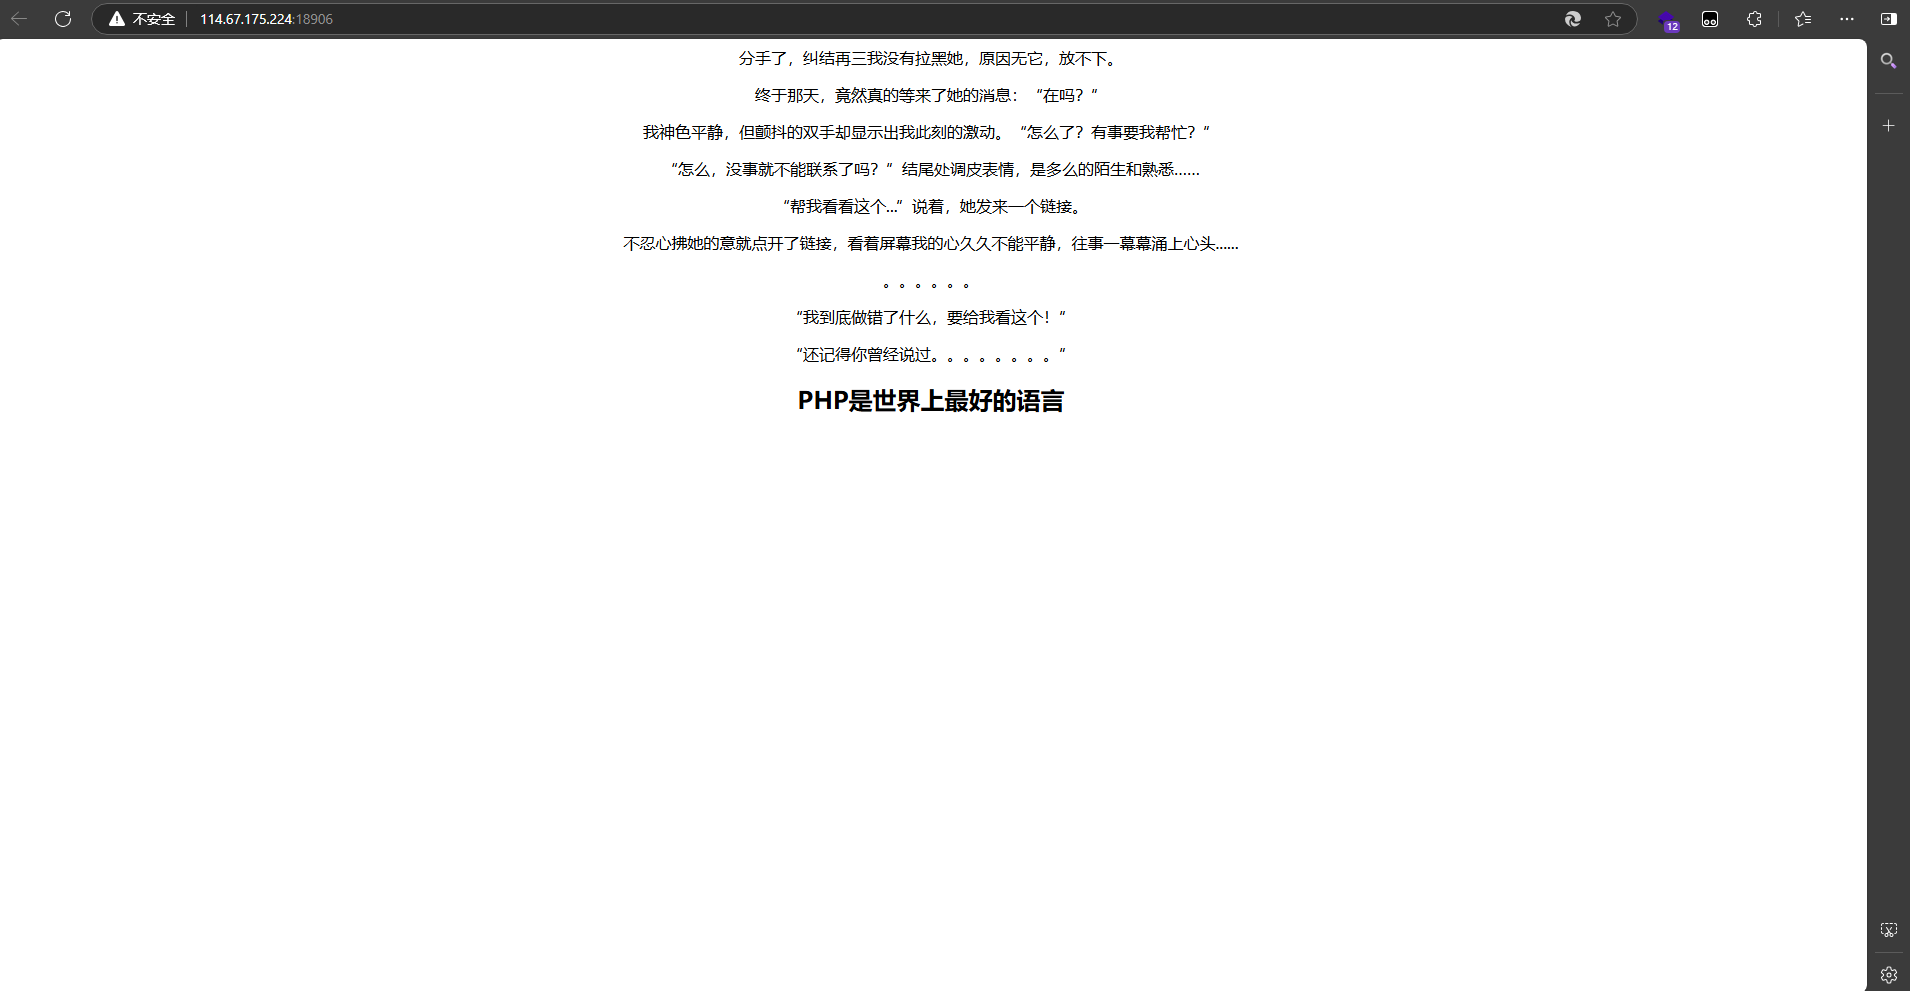 不安全 114.67.175.224:18906
12
分手了，纠结再三我没有拉黑她，原因无它，放不下。
终于那天，竟然真的等来了她的消息：“在吗？”
我神色平静，但颤抖的双手却显示出我此刻的激动。“怎么了？有事要我帮忙？”
“怎么，没事就不能联系了吗？”结尾处调皮表情，是多么的陌生和熟悉......
“帮我看看这个...”说着，她发来一个链接。
不忍心拂她的意就点开了链接，看着屏幕我的心久久不能平静，往事一幕幕涌上心头......
。。。。。。
“我到底做错了什么，要给我看这个！”
“还记得你曾经说过。。。。。。。。”
PHP是世界上最好的语言